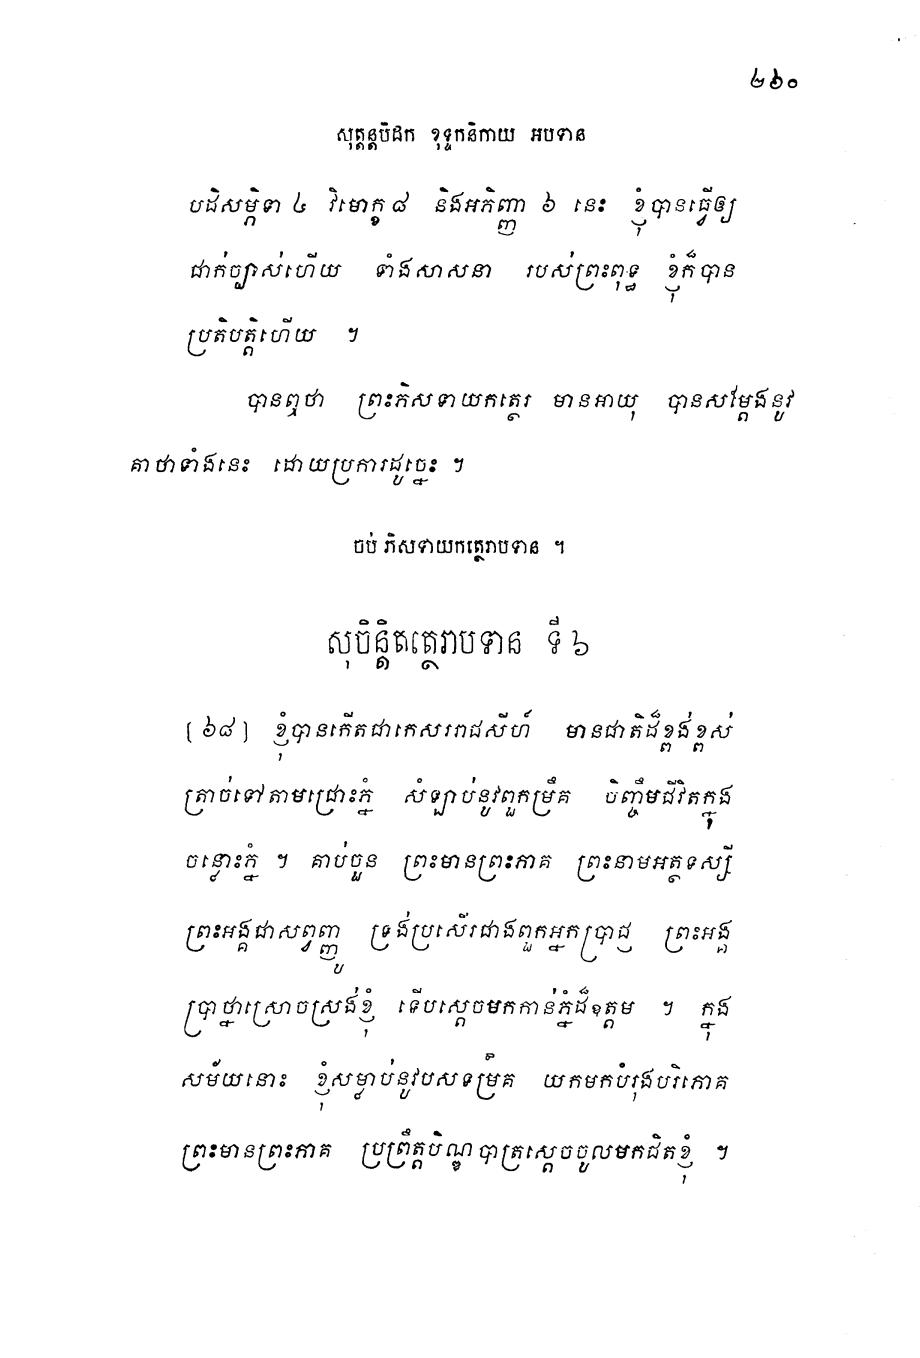 ២៦០
សុត្តន្តបិដក ខុទ្ទកនិកាយ អបទាន
បដិសម្ភិទា ៤ វិមោក្ខ ៨ និងអភិញ្ញា ៦ នេះ ខ្ញុំបានធ្វើឲ្យ
ជាក់ច្បាស់ហើយ ទាំងសាសនា របស់ព្រះពុទ្ធ ខ្ញុំក៏បាន
ប្រតិបត្តិហើយ ។
បានឮថា ព្រះភិសទាយកត្ថេរ មានអាយុ បានសម្តែងនូវ
គាថាទាំងនេះ ដោយប្រការដូច្នេះ ។
ចប់ ភិសទាយកត្ថេរាបទាន ។
សុចិន្តិតត្ថេរាបទាន ទី ៦
[ ៦៨ ] ខ្ញុំបានកើតជាកេសររាជសីហ៍ មានជាតិដ៏ខ្ពង់ខ្ពស់
ត្រាច់ទៅតាមជ្រោះភ្នំ សំឡាប់នូវពួកម្រឹគ ចិញ្ចឹមជីវិតក្នុង
ចន្លោះភ្នំ ។ គាប់ជួន ព្រះមានព្រះភាគ ព្រះនាមអត្ថទស្សី
ព្រះអង្គជាសព្វញ្ញូ ទ្រង់ប្រសើរជាងពួកអ្នកប្រាជ្ញ ព្រះអង្គ
ប្រាថ្នាស្រោចស្រង់ខ្ញុំ ទើបស្តេចមកកាន់ភ្នំដ៏ឧត្តម ។ ក្នុង
សម័យនោះ ខ្ញុំសម្លាប់នូវបសទម្រឹគ យកមកបំរុងបរិភោគ
ព្រះមានព្រះភាគ ប្រព្រឹត្តបិណ្ឌបាត្រស្តេចចូលមកជិតខ្ញុំ ។